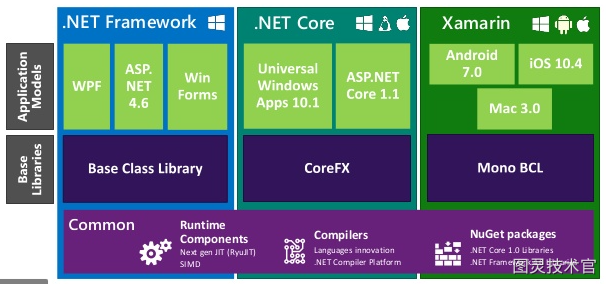 .NET Framework
.NET Core
Xamarin
Application
Models
WPF
ASP.
NET
4.6
Win
Forms
Universal
Windows
Apps 10.1
ASP.NET
Core 1.1
Android
7.0
iOS 10.4
Mac 3.0
Base
Libraries
Base Class Library
CoreFX
Mono BCL
Common
Runtime
Components
Next gen JIT (RyuJIT)
SIMD
Compilers
Languages innovation
.NET Compiler Platform
NuGet packages
.NET Core 1.0 Libraries
.NET Framework
图灵技术官